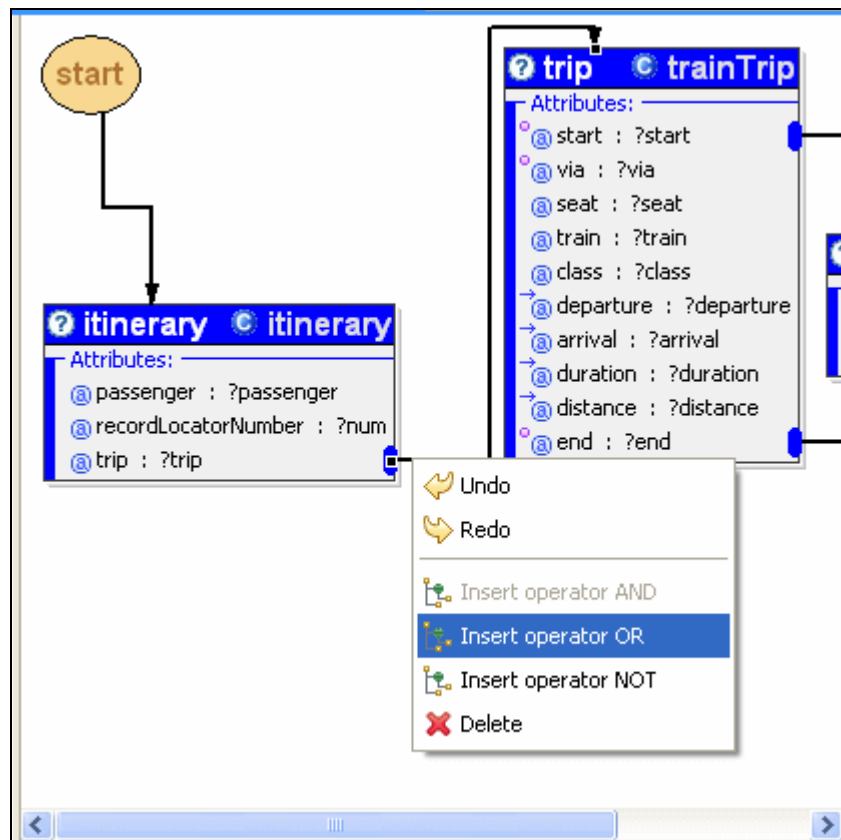 start
? trip C trainTrip
Attributes:
@ start : ?start
@ via : ?via
@ seat : ?seat
@ train : ?train
@ class : ?class
@ departure : ?departure
@ arrival : ?arrival
@ duration : ?duration
@ distance : ?distance
@ end : ?end
? itinerary C itinerary
Attributes:
@ passenger : ?passenger
@ recordLocatorNumber : ?num
@ trip : ?trip
Undo
Redo
Insert operator AND
Insert operator OR
Insert operator NOT
Delete